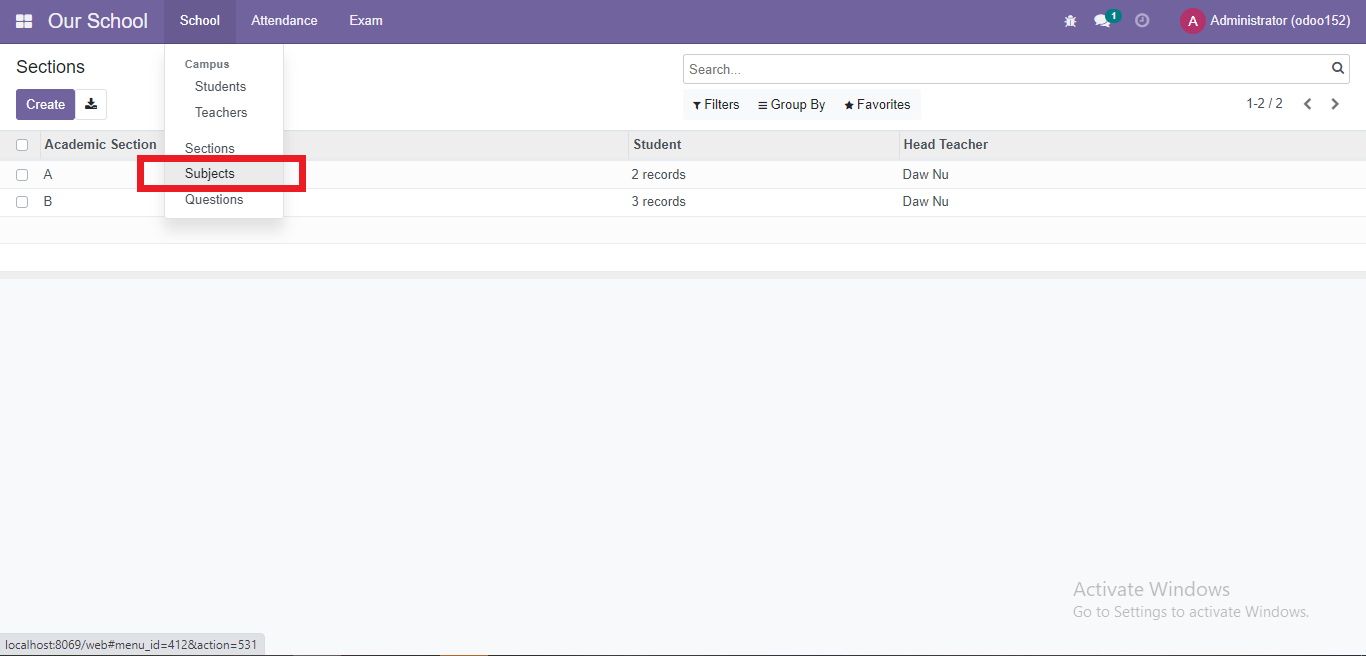 Our School School Attendance Exam 1 A Administrator (odoo152)
Sections
Search...
Create
Filters Group By Favorites 1-2 / 2
Campus
Students
Teachers
Sections
Subjects
Questions
Academic Section Student Head Teacher
A 2 records Daw Nu
B 3 records Daw Nu
Activate Windows
Go to Settings to activate Windows.
localhost:8069/web#menu_id=412&action=531